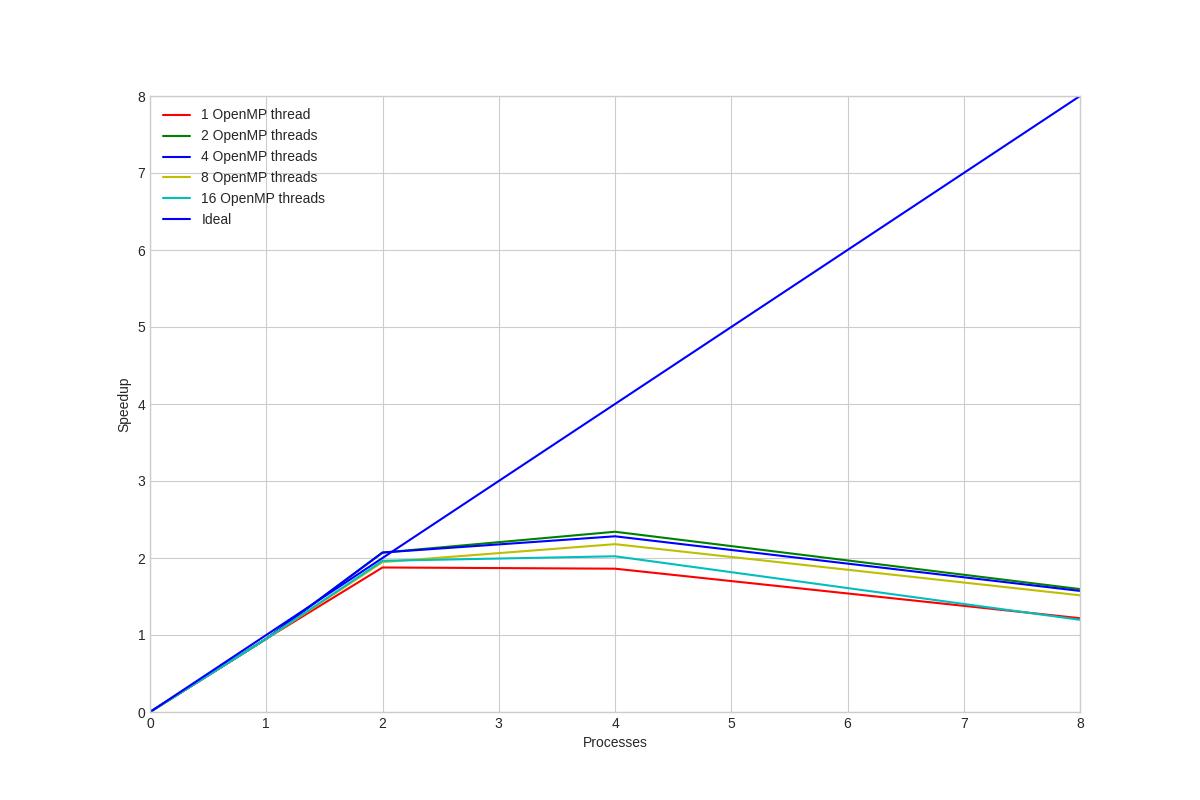 8
7
6
5
4
3
2
1
0
1 OpenMP thread
2 OpenMP threads
4 OpenMP threads
8 OpenMP threads
16 OpenMP threads
Ideal
Speedup
0 1 2 3 4 5 6 7 8
Processes